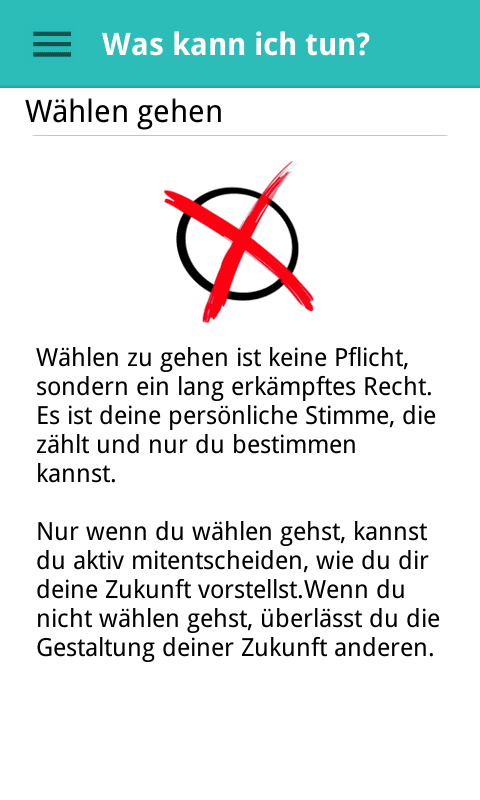 Was kann ich tun?
Wählen gehen
Wählen zu gehen ist keine Pflicht,
sondern ein lang erkämpftes Recht.
Es ist deine persönliche Stimme, die
zählt und nur du bestimmen
kannst.
Nur wenn du wählen gehst, kannst
du aktiv mitentscheiden, wie du dir
deine Zukunft vorstellst.Wenn du
nicht wählen gehst, überlässt du die
Gestaltung deiner Zukunft anderen.